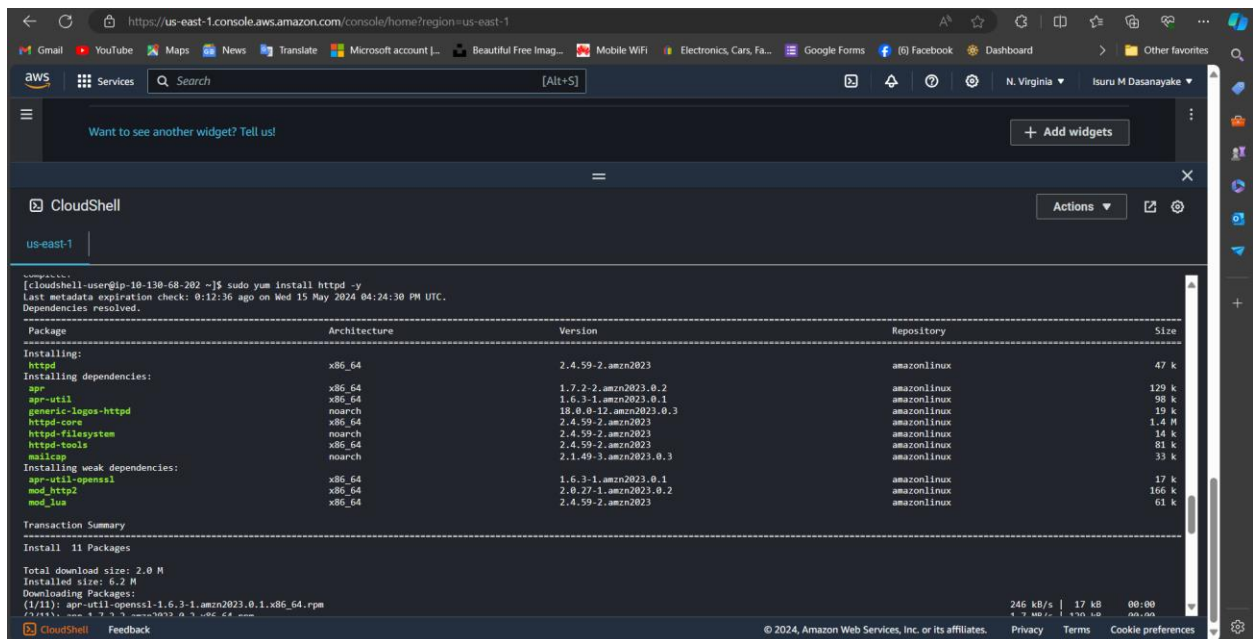 https://us-east-1.console.aws.amazon.com/console/home?region=us-east-1
Gmail YouTube Maps News Translate Microsoft account |... Beautiful Free Imag... Mobile WiFi Electronics, Cars, Fa... Google Forms (6) Facebook Dashboard Other favorites
aws Services Search [Alt+S] N. Virginia Isuru M Dasanayake
Want to see another widget? Tell us! + Add widgets
CloudShell Actions
us-east-1
Complete!
[cloudshell-user@ip-10-130-68-202 ~]$ sudo yum install httpd -y
Last metadata expiration check: 0:12:36 ago on Wed 15 May 2024 04:24:30 PM UTC.
Dependencies resolved.
Package Architecture Version Repository Size
Installing:
httpd x86_64 2.4.59-2.amzn2023 amazonlinux 47 k
Installing dependencies:
apr x86_64 1.7.2-2.amzn2023.0.2 amazonlinux 129 k
apr-util x86_64 1.6.3-1.amzn2023.0.1 amazonlinux 98 k
generic-logos-httpd noarch 18.0.0-12.amzn2023.0.3 amazonlinux 19 k
httpd-core x86_64 2.4.59-2.amzn2023 amazonlinux 1.4 M
httpd-filesystem noarch 2.4.59-2.amzn2023 amazonlinux 14 k
httpd-tools x86_64 2.4.59-2.amzn2023 amazonlinux 81 k
mailcap noarch 2.1.49-3.amzn2023.0.3 amazonlinux 33 k
Installing weak dependencies:
apr-util-openssl x86_64 1.6.3-1.amzn2023.0.1 amazonlinux 17 k
mod_http2 x86_64 2.0.27-1.amzn2023.0.2 amazonlinux 166 k
mod_lua x86_64 2.4.59-2.amzn2023 amazonlinux 61 k
Transaction Summary
Install 11 Packages
Total download size: 2.0 M
Installed size: 6.2 M
Downloading Packages:
(1/11): apr-util-openssl-1.6.3-1.amzn2023.0.1.x86_64.rpm 246 kB/s | 17 kB 00:00
CloudShell Feedback © 2024, Amazon Web Services, Inc. or its affiliates. Privacy Terms Cookie preferences